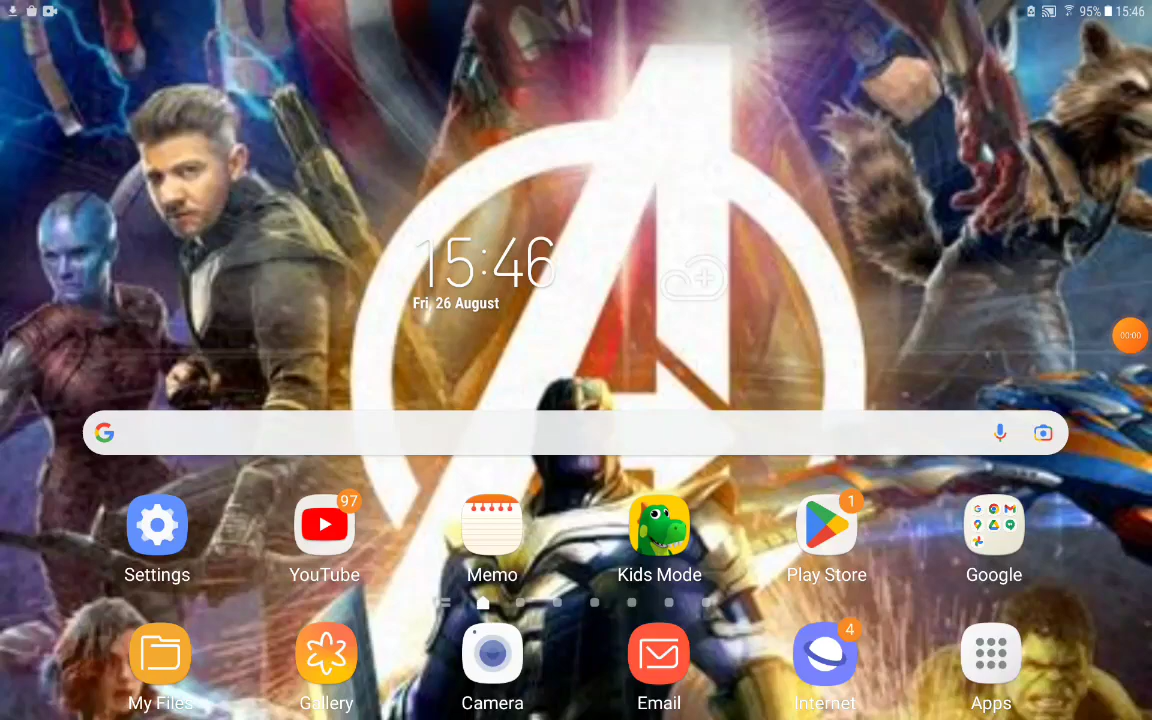 95% 15:46
15:46
Fri, 26 August
00:00
97
1
Settings YouTube Memo Kids Mode Play Store Google
4
My Files Gallery Camera Email Internet Apps